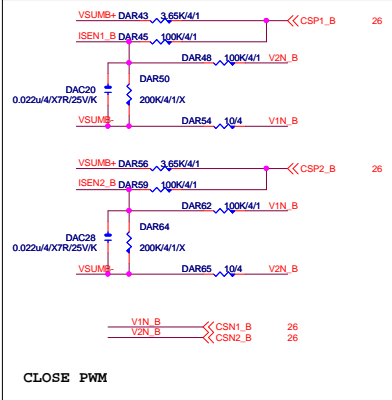 VSUMB+ DAR43 3.65K/4/1 CSP1_B 26
ISEN1_B DAR45 100K/4/1
DAR48 100K/4/1 V2N_B
DAC20 DAR50
0.022u/4/X7R/25V/K 200K/4/1/X
VSUMB- DAR54 10/4 V1N_B
VSUMB+ DAR56 3.65K/4/1 CSP2_B 26
ISEN2_B DAR59 100K/4/1
DAR62 100K/4/1 V1N_B
DAC28 DAR64
0.022u/4/X7R/25V/K 200K/4/1/X
VSUMB- DAR65 10/4 V2N_B
V1N_B CSN1_B 26
V2N_B CSN2_B 26
CLOSE PWM